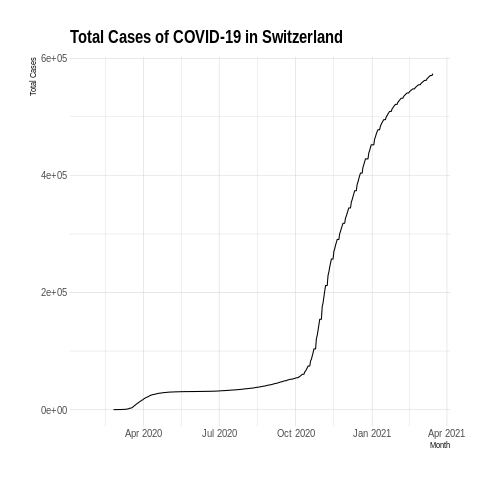 Total Cases of COVID-19 in Switzerland
Total Cases
6e+05
4e+05
2e+05
0e+00
Apr 2020 Jul 2020 Oct 2020 Jan 2021 Apr 2021
Month